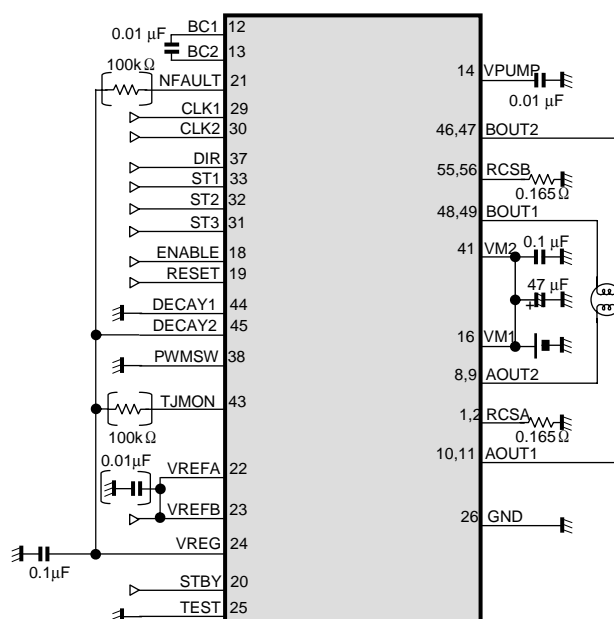 BC1 12
0.01 μF
BC2 13
100kΩ
NFAULT 21
CLK1 29
CLK2 30
DIR 37
ST1 33
ST2 32
ST3 31
ENABLE 18
RESET 19
DECAY1 44
DECAY2 45
PWMSW 38
TJMON 43
100kΩ
0.01μF
VREFA 22
VREFB 23
VREG 24
0.1μF
STBY 20
TEST 25
14 VPUMP
0.01 μF
46,47 BOUT2
55,56 RCSB
0.165Ω
48,49 BOUT1
41 VM2
0.1 μF
47 μF
+
16 VM1
8,9 AOUT2
1,2 RCSA
0.165Ω
10,11 AOUT1
26 GND